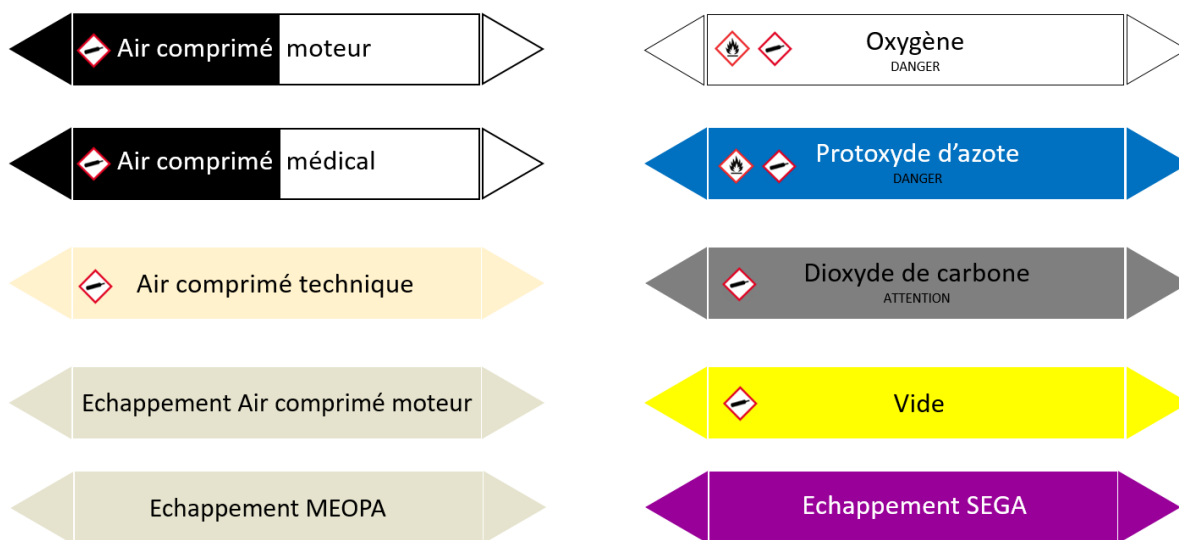 Air comprimé moteur
Air comprimé médical
Air comprimé technique
Echappement Air comprimé moteur
Echappement MEOPA
Oxygène
DANGER
Protoxyde d’azote
DANGER
Dioxyde de carbone
ATTENTION
Vide
Echappement SEGA